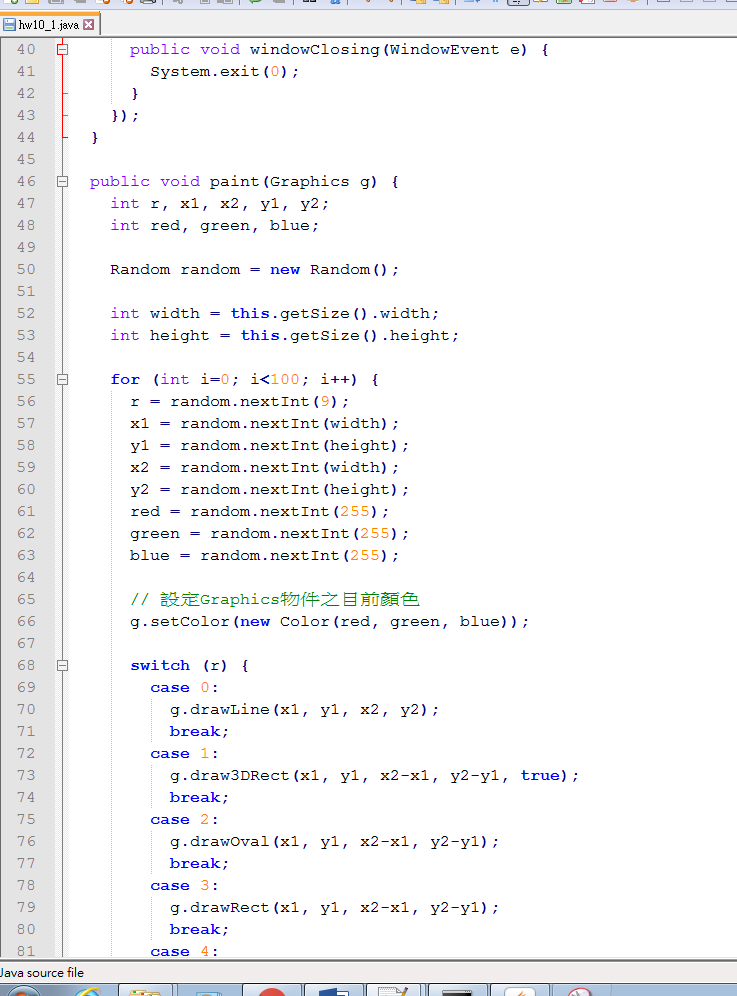 hw10_1.java
40 public void windowClosing(WindowEvent e) {
41 System.exit(0);
42 }
43 });
44 }
45
46 public void paint(Graphics g) {
47 int r, x1, x2, y1, y2;
48 int red, green, blue;
49
50 Random random = new Random();
51
52 int width = this.getSize().width;
53 int height = this.getSize().height;
54
55 for (int i=0; i<100; i++) {
56 r = random.nextInt(9);
57 x1 = random.nextInt(width);
58 y1 = random.nextInt(height);
59 x2 = random.nextInt(width);
60 y2 = random.nextInt(height);
61 red = random.nextInt(255);
62 green = random.nextInt(255);
63 blue = random.nextInt(255);
64
65 // 設定Graphics物件之目前顏色
66 g.setColor(new Color(red, green, blue));
67
68 switch (r) {
69 case 0:
70 g.drawLine(x1, y1, x2, y2);
71 break;
72 case 1:
73 g.draw3DRect(x1, y1, x2-x1, y2-y1, true);
74 break;
75 case 2:
76 g.drawOval(x1, y1, x2-x1, y2-y1);
77 break;
78 case 3:
79 g.drawRect(x1, y1, x2-x1, y2-y1);
80 break;
81 case 4:
Java source file